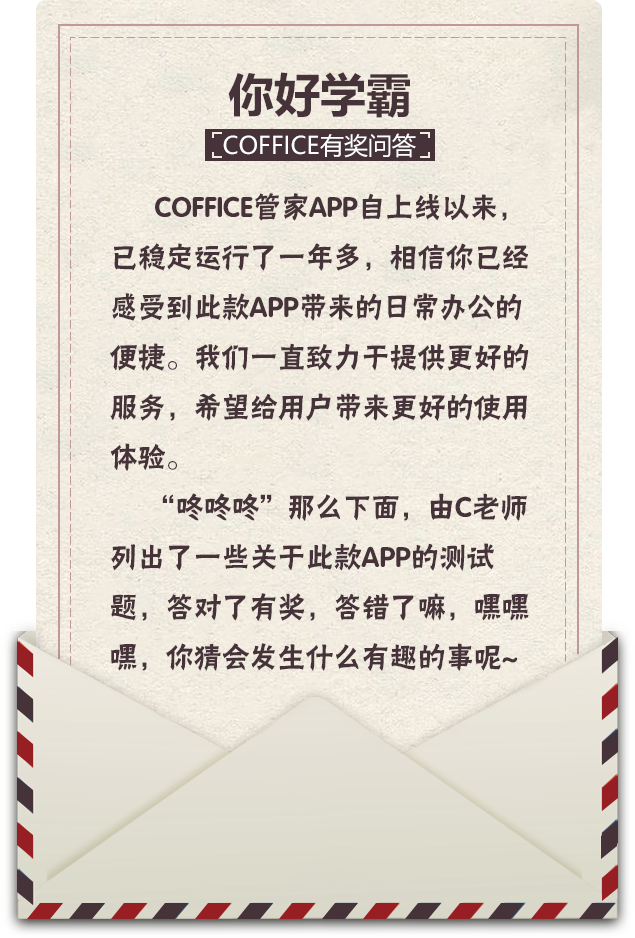 你好学霸
COFFICE有奖问答
COFFICE管家APP自上线以来，
已稳定运行了一年多，相信你已经
感受到此款APP带来的日常办公的
便捷。我们一直致力于提供更好的
服务，希望给用户带来更好的使用
体验。
“咚咚咚”那么下面，由C老师
列出了一些关于此款APP的测试
题，答对了有奖，答错了嘛，嘿嘿
嘿，你猜会发生什么有趣的事呢~